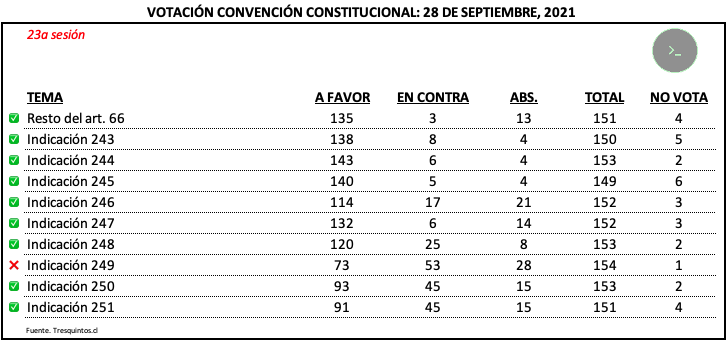 VOTACIÓN CONVENCIÓN CONSTITUCIONAL: 28 DE SEPTIEMBRE, 2021
23a sesión
>_
TEMA A FAVOR EN CONTRA ABS. TOTAL NO VOTA
Resto del art. 66 135 3 13 151 4
Indicación 243 138 8 4 150 5
Indicación 244 143 6 4 153 2
Indicación 245 140 5 4 149 6
Indicación 246 114 17 21 152 3
Indicación 247 132 6 14 152 3
Indicación 248 120 25 8 153 2
Indicación 249 73 53 28 154 1
Indicación 250 93 45 15 153 2
Indicación 251 91 45 15 151 4
Fuente. Tresquintos.cl